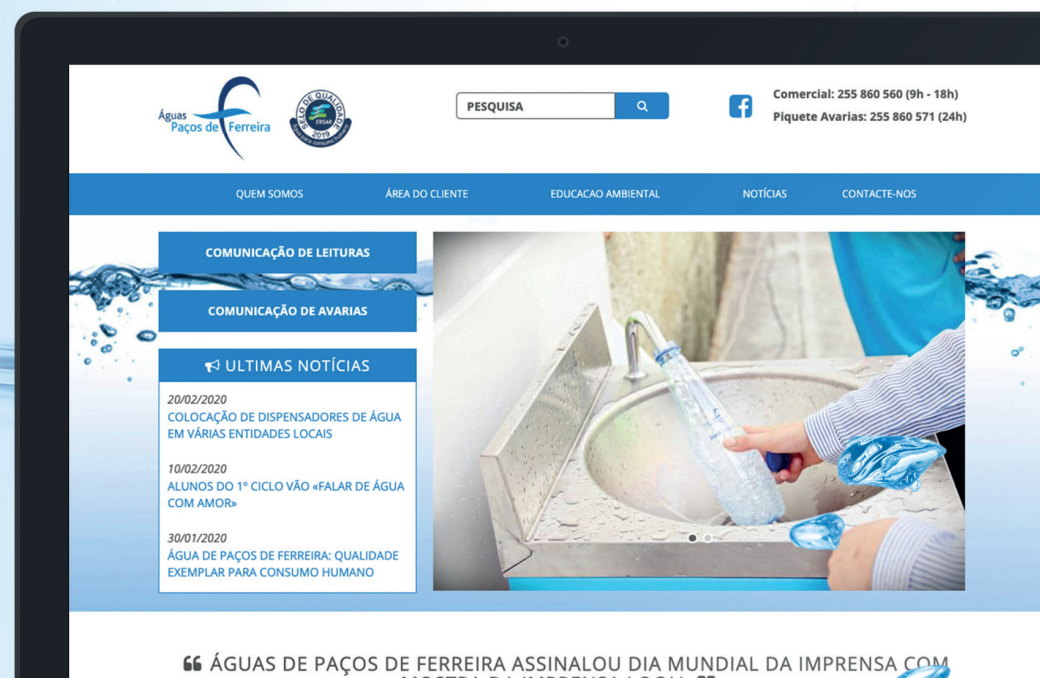 Águas
Paços de Ferreira
SELO DE QUALIDADE
ERSAR
2019
PESQUISA
Comercial: 255 860 560 (9h - 18h)
Piquete Avarias: 255 860 571 (24h)
QUEM SOMOS
ÁREA DO CLIENTE
EDUCACAO AMBIENTAL
NOTÍCIAS
CONTACTE-NOS
COMUNICAÇÃO DE LEITURAS
COMUNICAÇÃO DE AVARIAS
ULTIMAS NOTÍCIAS
20/02/2020
COLOCAÇÃO DE DISPENSADORES DE ÁGUA
EM VÁRIAS ENTIDADES LOCAIS
10/02/2020
ALUNOS DO 1º CICLO VÃO «FALAR DE ÁGUA
COM AMOR»
30/01/2020
ÁGUA DE PAÇOS DE FERREIRA: QUALIDADE
EXEMPLAR PARA CONSUMO HUMANO
❝ ÁGUAS DE PAÇOS DE FERREIRA ASSINALOU DIA MUNDIAL DA IMPRENSA COM